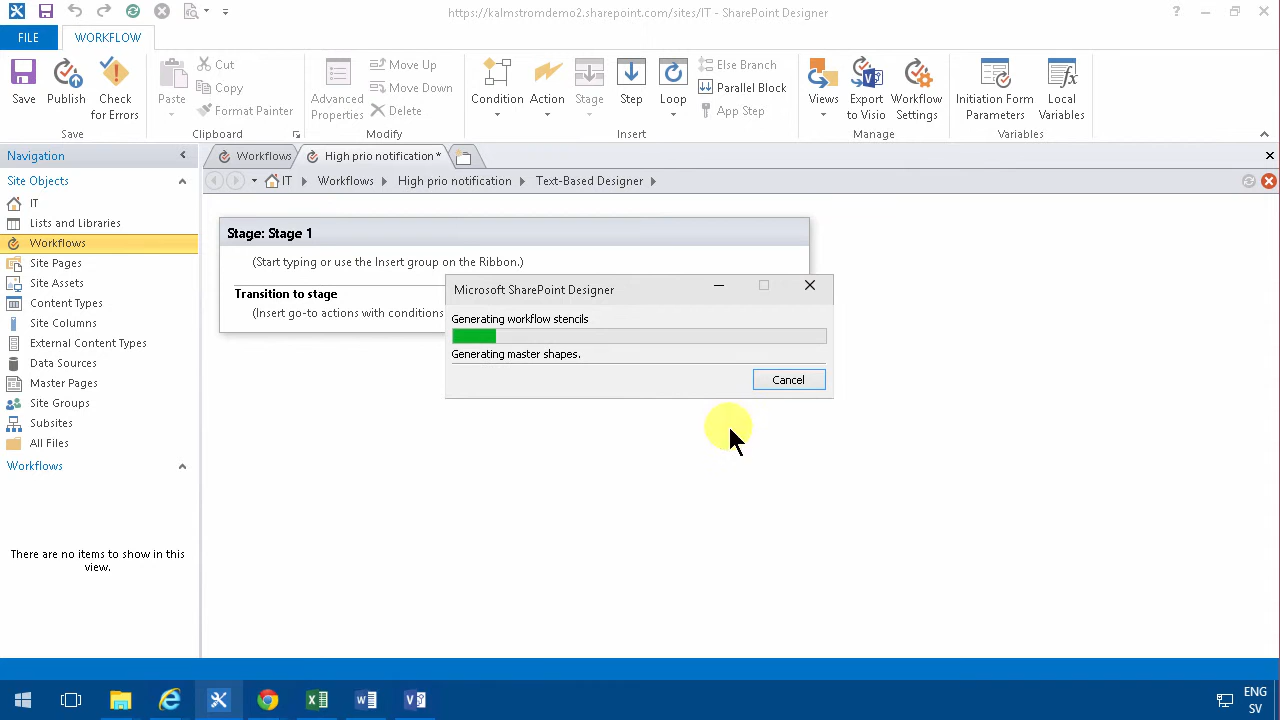 https://kalmstromdemo2.sharepoint.com/sites/IT - SharePoint Designer
?
FILE
WORKFLOW
Save
Publish
Check for Errors
Save
Paste
Cut
Copy
Format Painter
Clipboard
Advanced Properties
Move Up
Move Down
Delete
Modify
Condition
Action
Stage
Step
Loop
Else Branch
Parallel Block
App Step
Insert
Views
Export to Visio
Workflow Settings
Manage
Initiation Form Parameters
Local Variables
Variables
Navigation
Workflows
High prio notification *
IT
Workflows
High prio notification
Text-Based Designer
Site Objects
IT
Lists and Libraries
Workflows
Site Pages
Site Assets
Content Types
Site Columns
External Content Types
Data Sources
Master Pages
Site Groups
Subsites
All Files
Workflows
There are no items to show in this
view.
Stage: Stage 1
(Start typing or use the Insert group on the Ribbon.)
Transition to stage
(Insert go-to actions with conditions
Microsoft SharePoint Designer
Generating workflow stencils
Generating master shapes.
Cancel
ENG
SV